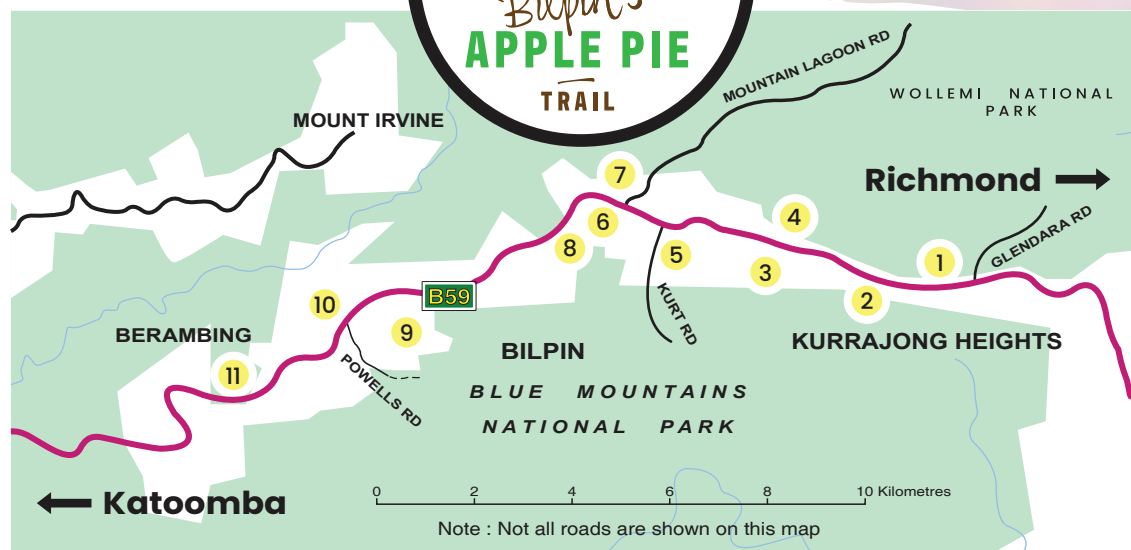 Bilpin's
APPLE PIE
TRAIL
MOUNTAIN LAGOON RD
WOLLEMI NATIONAL
PARK
MOUNT IRVINE
Richmond
7
4
6
GLENDARA RD
8
5
3
1
2
KURT RD
B59
10
9
BERAMBING
BILPIN
KURRAJONG HEIGHTS
11
POWELLS RD
BLUE MOUNTAINS
NATIONAL PARK
Katoomba
0 2 4 6 8 10 Kilometres
Note : Not all roads are shown on this map